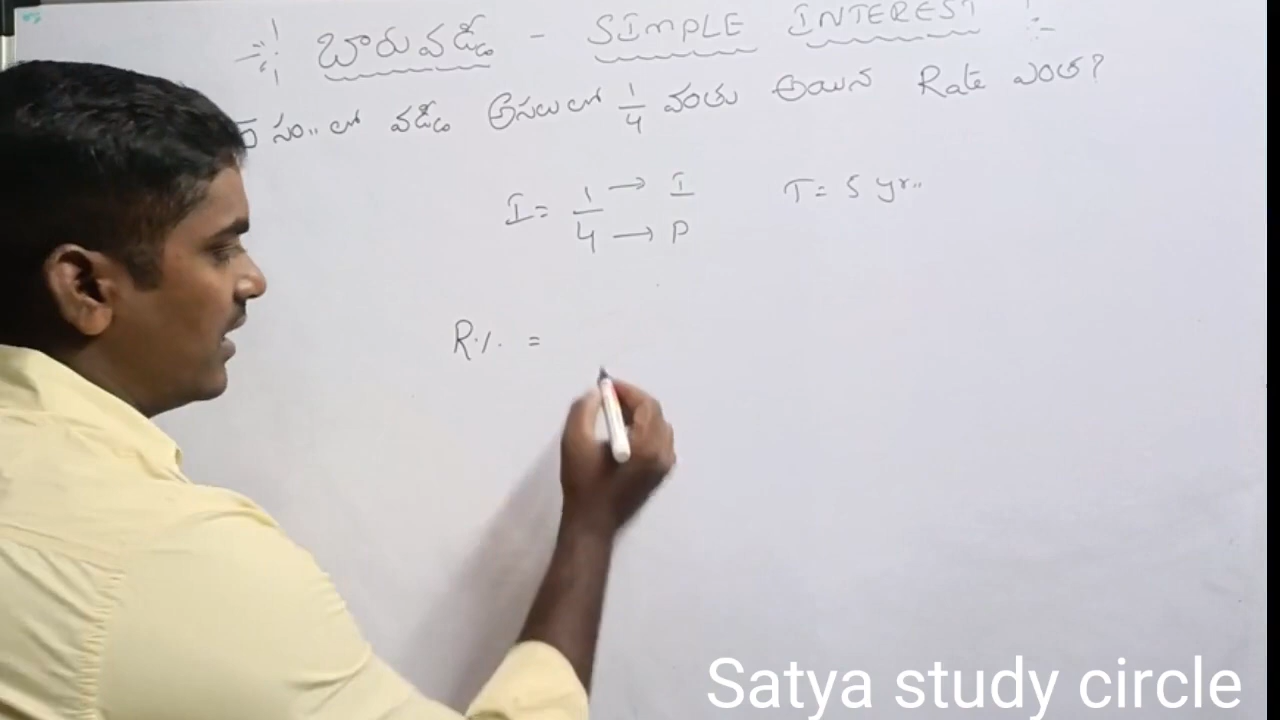 బారువడ్డీ - SIMPLE INTEREST
సం.. లో వడ్డీ అసలులో 1/4 వంతు అయిన Rate ఎంత?
I = 1/4 → I T = 5 yr..
→ P
R% =
Satya study circle